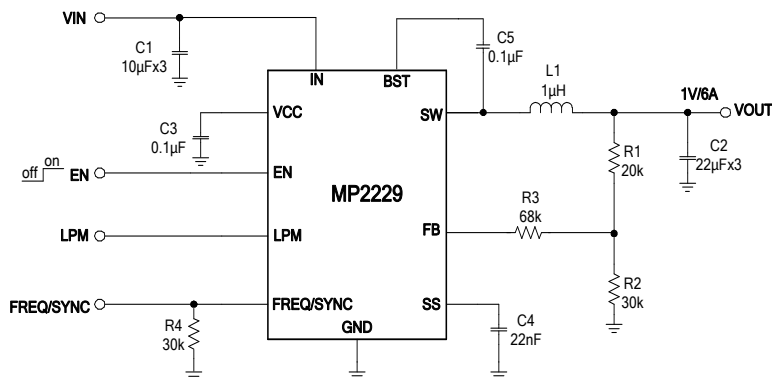 VIN
C1
10µFx3
C5
0.1µF
IN
BST
L1
1µH
1V/6A
VOUT
VCC
SW
C3
0.1µF
R1
20k
C2
22µFx3
off on EN
EN
MP2229
R3
68k
LPM
LPM
FB
FREQ/SYNC
FREQ/SYNC
SS
R2
30k
R4
30k
GND
C4
22nF